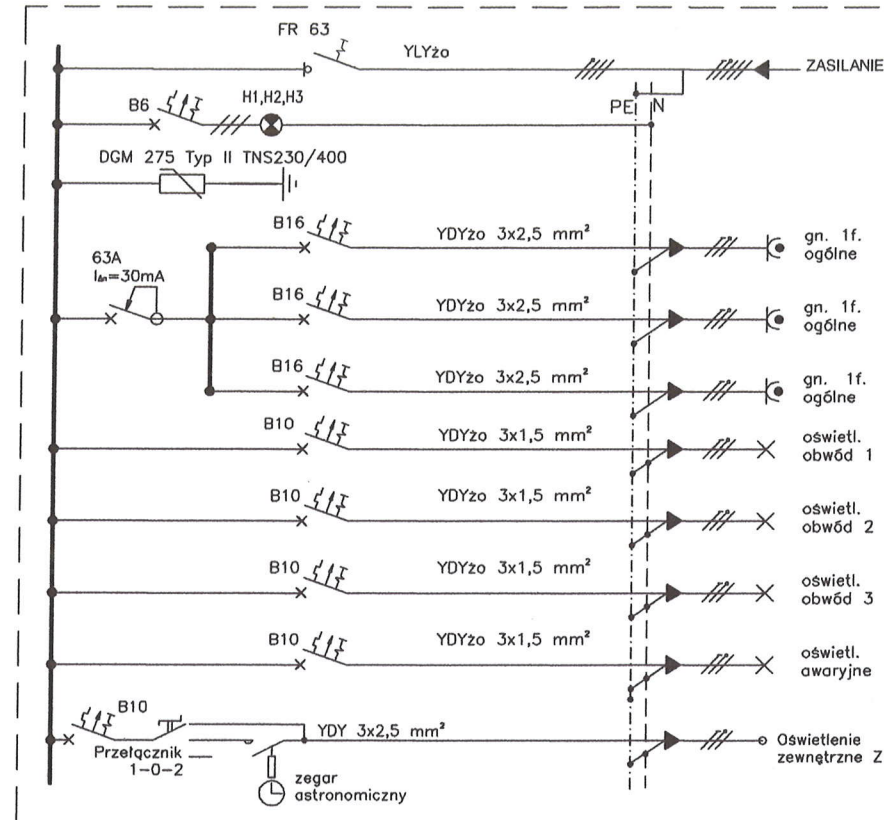 FR 63
YLYżo
ZASILANIE
PE N
B6
H1,H2,H3
DGM 275 Typ II TNS230/400
B16
YDYżo 3x2,5 mm²
gn. 1f.
ogólne
63A
IΔn=30mA
B16
YDYżo 3x2,5 mm²
gn. 1f.
ogólne
B16
YDYżo 3x2,5 mm²
gn. 1f.
ogólne
B10
YDYżo 3x1,5 mm²
oświetl.
obwód 1
B10
YDYżo 3x1,5 mm²
oświetl.
obwód 2
B10
YDYżo 3x1,5 mm²
oświetl.
obwód 3
B10
YDYżo 3x1,5 mm²
oświetl.
awaryjne
B10
Przełącznik
1-0-2
YDY 3x2,5 mm²
Oświetlenie
zewnętrzne Z
zegar
astronomiczny